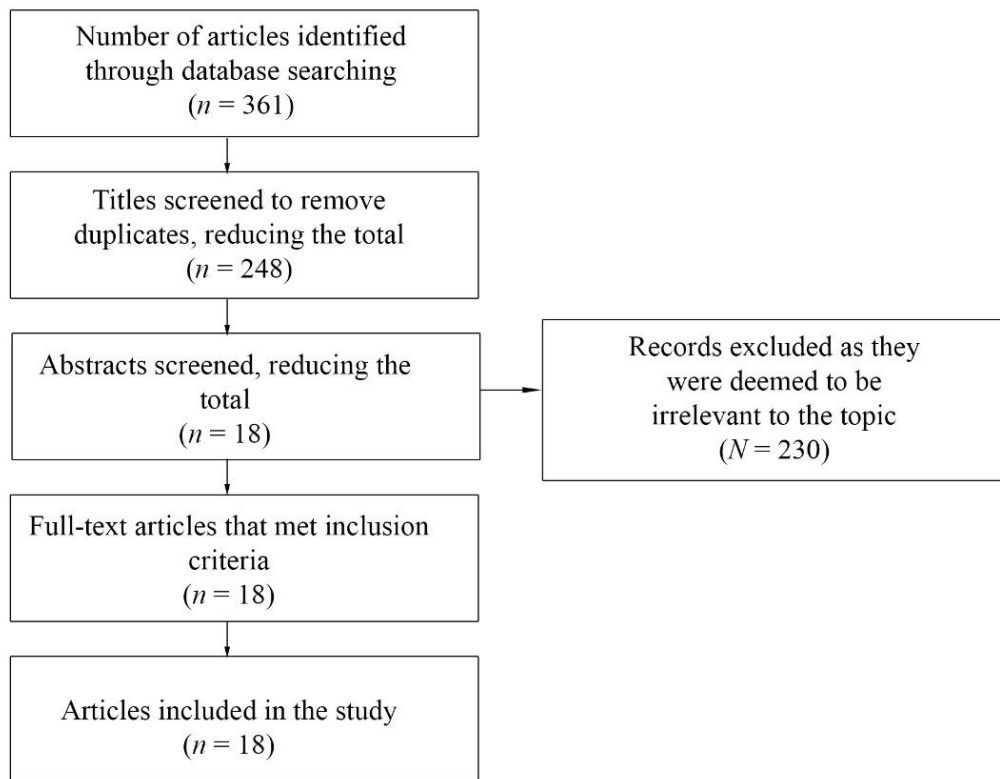 Number of articles identified
through database searching
(n = 361)
Titles screened to remove
duplicates, reducing the total
(n = 248)
Abstracts screened, reducing the
total
(n = 18)
Records excluded as they
were deemed to be
irrelevant to the topic
(N = 230)
Full-text articles that met inclusion
criteria
(n = 18)
Articles included in the study
(n = 18)